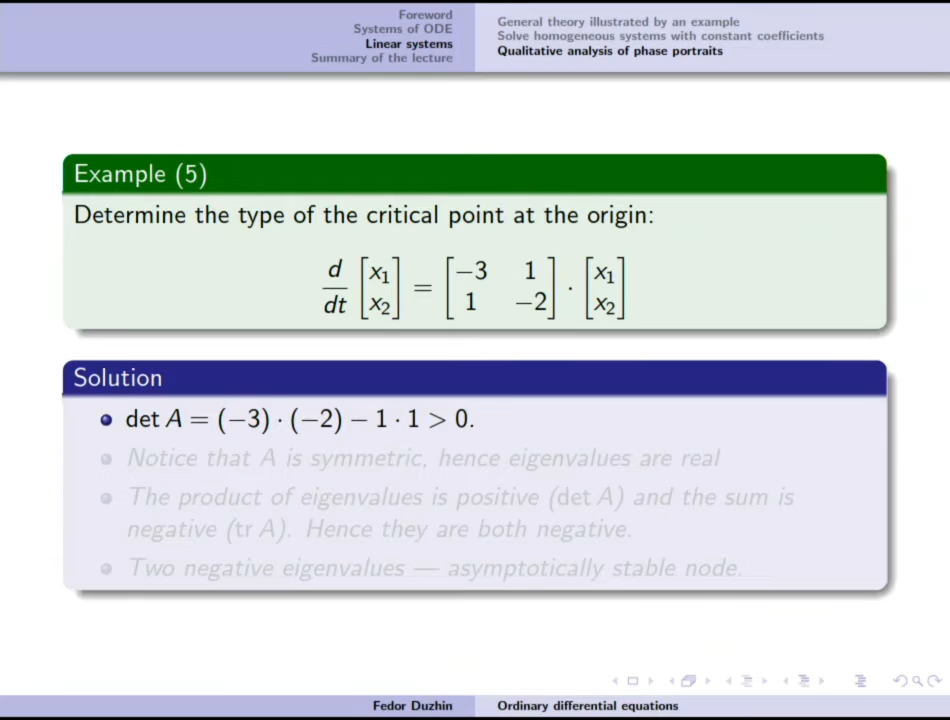 Foreword
Systems of ODE
Linear systems
Summary of the lecture
General theory illustrated by an example
Solve homogeneous systems with constant coefficients
Qualitative analysis of phase portraits
Example (5)
Determine the type of the critical point at the origin:
d/dt [x₁ x₂] = [−3 1; 1 −2] · [x₁ x₂]
Solution
det A = (−3) · (−2) − 1 · 1 > 0.
Notice that A is symmetric, hence eigenvalues are real
The product of eigenvalues is positive (det A) and the sum is
negative (tr A). Hence they are both negative.
Two negative eigenvalues — asymptotically stable node.
Fedor Duzhin
Ordinary differential equations